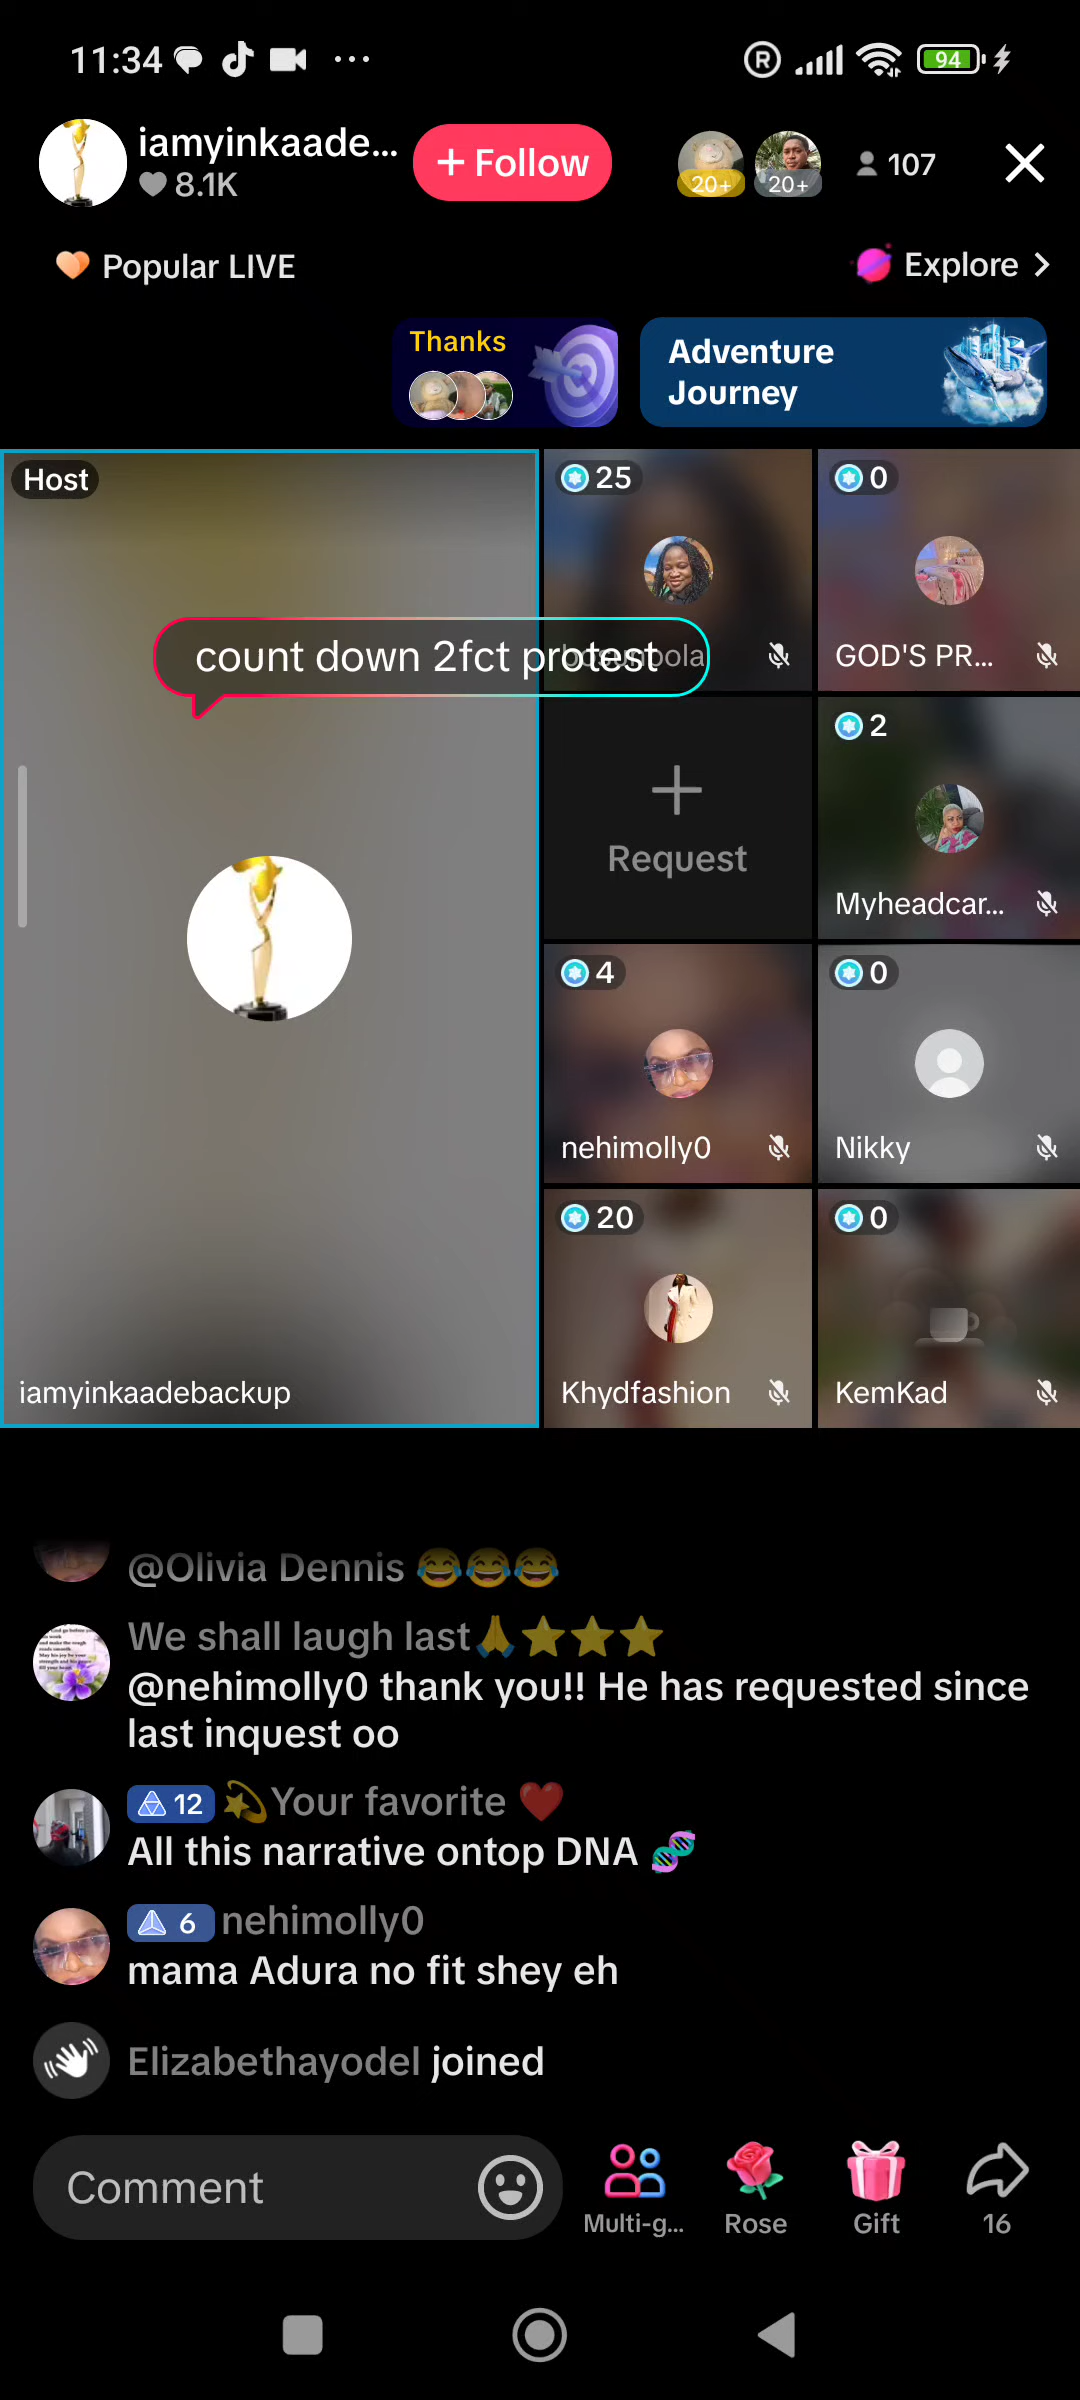 11:34
R
94
iamyinkaade...
8.1K
+ Follow
20+
20+
107
Popular LIVE
Explore >
Thanks
Adventure
Journey
Host
25
0
count down 2fct protest
GOD'S PR...
2
Request
Myheadcar...
4
0
nehimolly0
Nikky
20
0
iamyinkaadebackup
Khydfashion
KemKad
@Olivia Dennis 😂😂😂
We shall laugh last🙏⭐⭐⭐
@nehimolly0 thank you!! He has requested since
last inquest oo
12 💫Your favorite ❤️
All this narrative ontop DNA 🧬
6 nehimolly0
mama Adura no fit shey eh
Elizabethayodel joined
Comment
Multi-g...
Rose
Gift
16